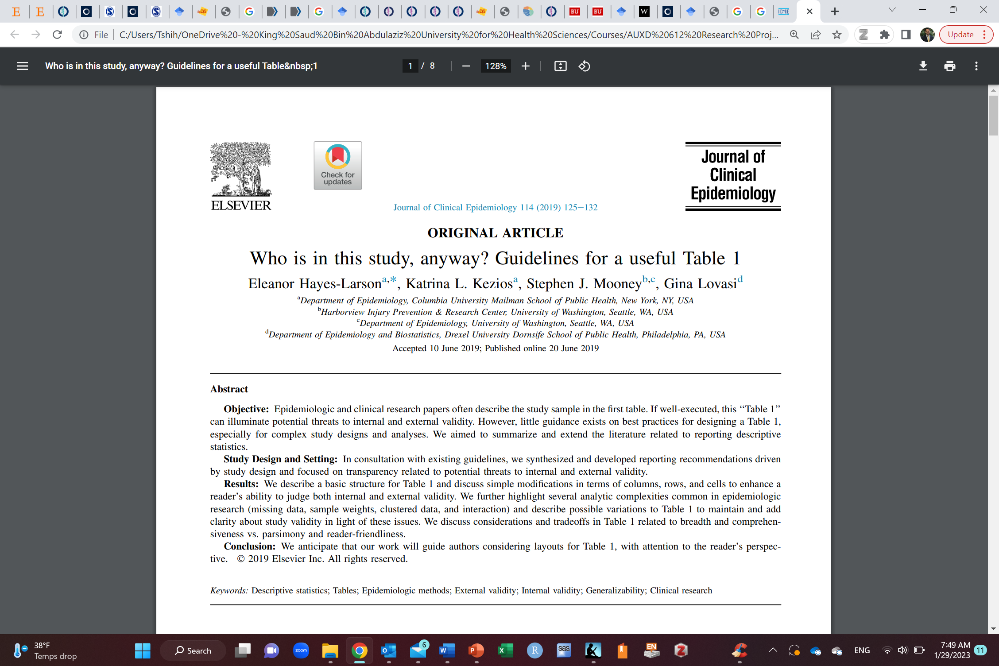 E
E
S
S
G
G
BU
BU
W
G
G
ICME
File
C:/Users/Tshih/OneDrive%20-%20King%20Saud%20Bin%20Abdulaziz%20University%20for%20Health%20Sciences/Courses/AUXD%20612%20Research%20Proj...
Z
Update
Who is in this study, anyway? Guidelines for a useful Table&nbsp;1
1 / 8
128%
NON SOLUS
ELSEVIER
Check for
updates
Journal of
Clinical
Epidemiology
Journal of Clinical Epidemiology 114 (2019) 125–132
ORIGINAL ARTICLE
Who is in this study, anyway? Guidelines for a useful Table 1
Eleanor Hayes-Larson a,*, Katrina L. Kezios a, Stephen J. Mooney b,c, Gina Lovasi d
a Department of Epidemiology, Columbia University Mailman School of Public Health, New York, NY, USA
b Harborview Injury Prevention & Research Center, University of Washington, Seattle, WA, USA
c Department of Epidemiology, University of Washington, Seattle, WA, USA
d Department of Epidemiology and Biostatistics, Drexel University Dornsife School of Public Health, Philadelphia, PA, USA
Accepted 10 June 2019; Published online 20 June 2019
Abstract
Objective: Epidemiologic and clinical research papers often describe the study sample in the first table. If well-executed, this ‘‘Table 1’’
can illuminate potential threats to internal and external validity. However, little guidance exists on best practices for designing a Table 1,
especially for complex study designs and analyses. We aimed to summarize and extend the literature related to reporting descriptive
statistics.
Study Design and Setting: In consultation with existing guidelines, we synthesized and developed reporting recommendations driven
by study design and focused on transparency related to potential threats to internal and external validity.
Results: We describe a basic structure for Table 1 and discuss simple modifications in terms of columns, rows, and cells to enhance a
reader’s ability to judge both internal and external validity. We further highlight several analytic complexities common in epidemiologic
research (missing data, sample weights, clustered data, and interaction) and describe possible variations to Table 1 to maintain and add
clarity about study validity in light of these issues. We discuss considerations and tradeoffs in Table 1 related to breadth and comprehen-
siveness vs. parsimony and reader-friendliness.
Conclusion: We anticipate that our work will guide authors considering layouts for Table 1, with attention to the reader’s perspec-
tive. © 2019 Elsevier Inc. All rights reserved.
Keywords: Descriptive statistics; Tables; Epidemiologic methods; External validity; Internal validity; Generalizability; Clinical research
38°F
Temps drop
Search
zoom
O
6
W
P
X
R
sas
EN
Z
ENG
7:49 AM
1/29/2023
11